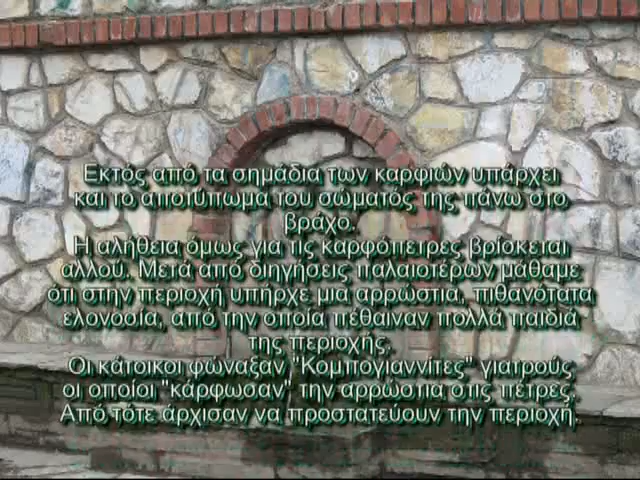 Εκτός από τα σημάδια των καρφιών υπάρχει
και το αποτύπωμα του σώματός της πάνω στο
βράχο.
Η αλήθεια όμως για τις καρφόπετρες βρίσκεται
αλλού. Μετά από διηγήσεις παλαιοτέρων μάθαμε
ότι στην περιοχή υπήρχε μια αρρώστια, πιθανότατα
ελονοσία, από την οποία πέθαιναν πολλά παιδιά
της περιοχής.
Οι κάτοικοι φώναξαν "Κομπογιαννίτες" γιατρούς
οι οποίοι "κάρφωσαν" την αρρώστια στις πέτρες.
Από τότε άρχισαν να προστατεύουν την περιοχή.